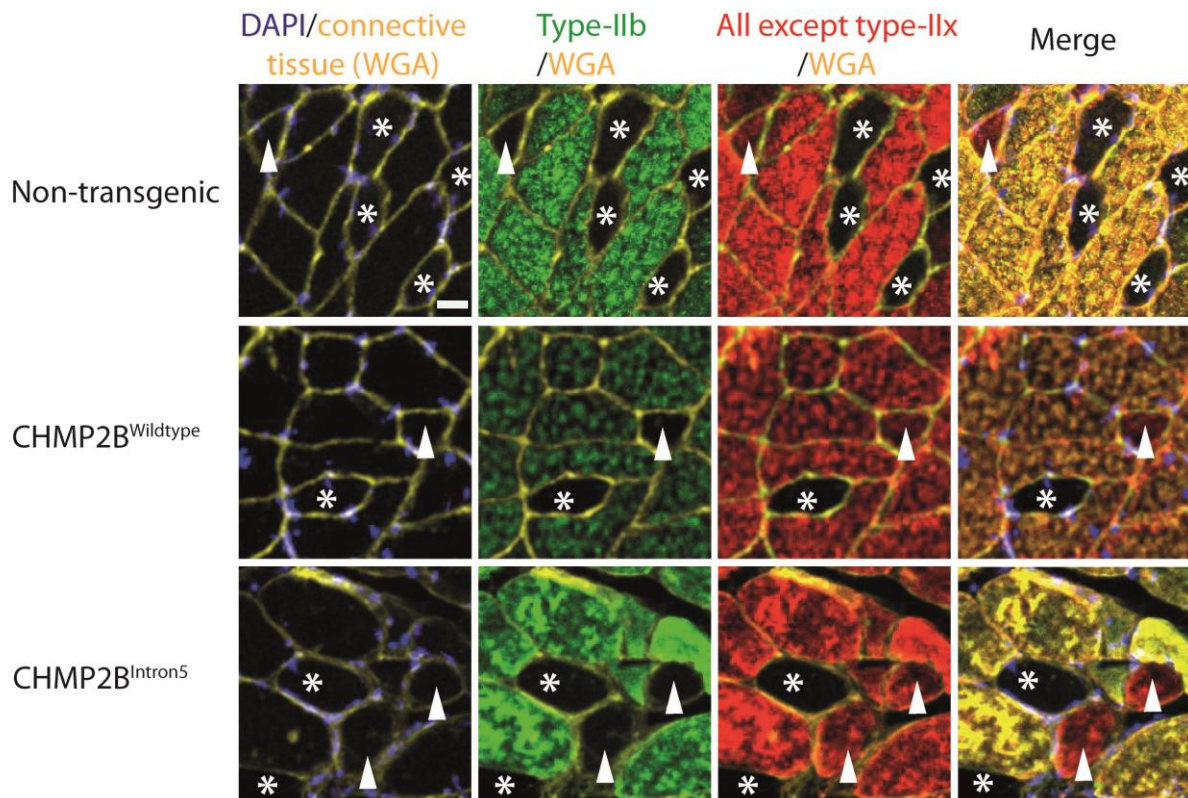 DAPI/connective
tissue (WGA)
Type-IIb
/WGA
All except type-IIx
/WGA
Merge
Non-transgenic
* * * *
* * * *
* * * *
* * * *
CHMP2BWildtype
*
*
*
*
CHMP2BIntron5
* *
* *
* *
* *